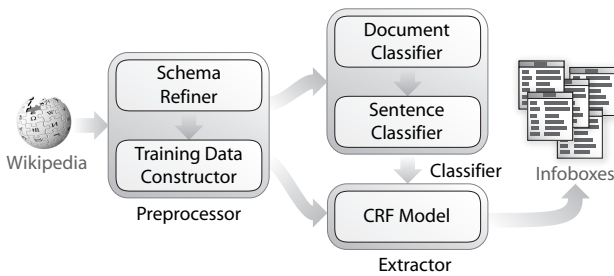 Wikipedia
Schema
Refiner
Training Data
Constructor
Preprocessor
Document
Classifier
Sentence
Classifier
Classifier
CRF Model
Extractor
Infoboxes